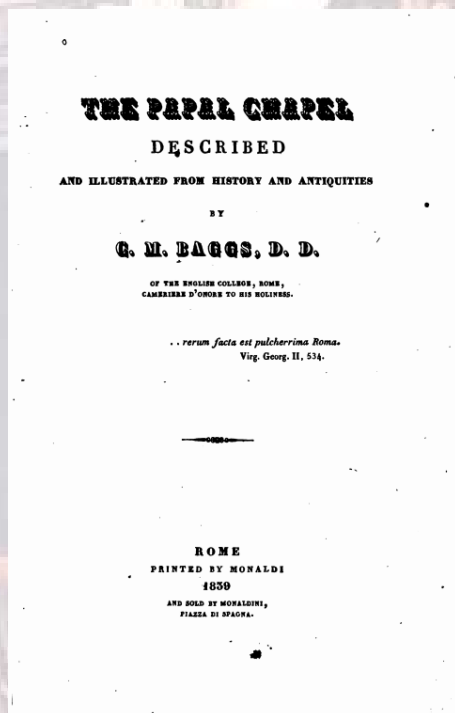 THE PAPAL CHAPEL
DESCRIBED
AND ILLUSTRATED FROM HISTORY AND ANTIQUITIES
BY
C. M. BAGGS, D. D.
OF THE ENGLISH COLLEGE, ROME,
CAMERIERE D'ONORE TO HIS HOLINESS.
. . rerum facta est pulcherrima Roma.
Virg. Georg. II, 534.
ROME
PRINTED BY MONALDI
1839
AND SOLD BY MONALDINI,
PIAZZA DI SPAGNA.